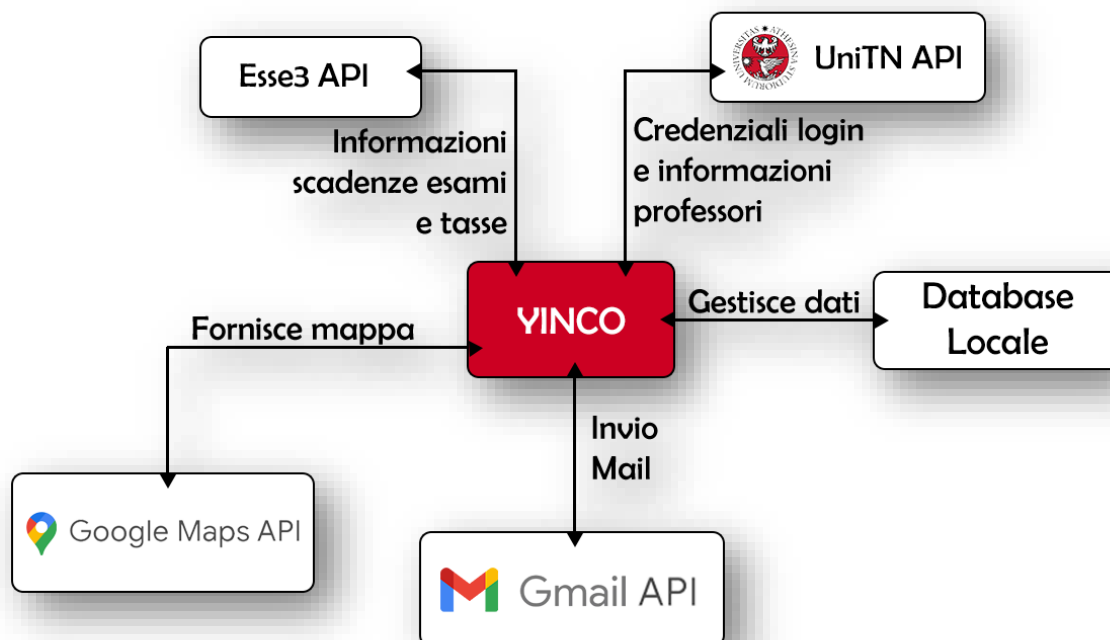 Esse3 API
UniTN API
Informazioni
scadenze esami
e tasse
Credenziali login
e informazioni
professori
YINCO
Gestisce dati
Database
Locale
Fornisce mappa
Invio
Mail
Google Maps API
Gmail API